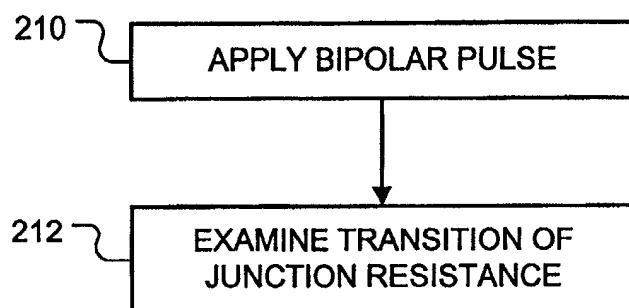 210
APPLY BIPOLAR PULSE
212
EXAMINE TRANSITION OF
JUNCTION RESISTANCE